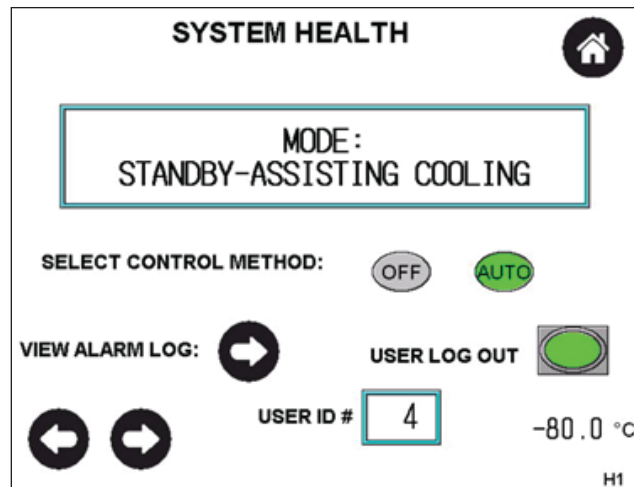 SYSTEM HEALTH
MODE:
STANDBY-ASSISTING COOLING
SELECT CONTROL METHOD: OFF AUTO
VIEW ALARM LOG: USER LOG OUT
USER ID # 4
-80.0 °C
H1